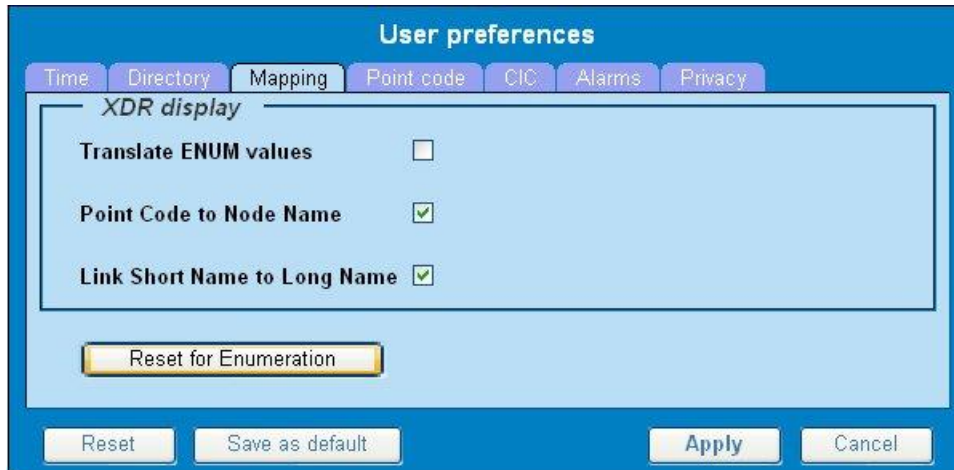 User preferences
Time Directory Mapping Point code CIC Alarms Privacy
XDR display
Translate ENUM values
Point Code to Node Name
Link Short Name to Long Name
Reset for Enumeration
Reset Save as default Apply Cancel